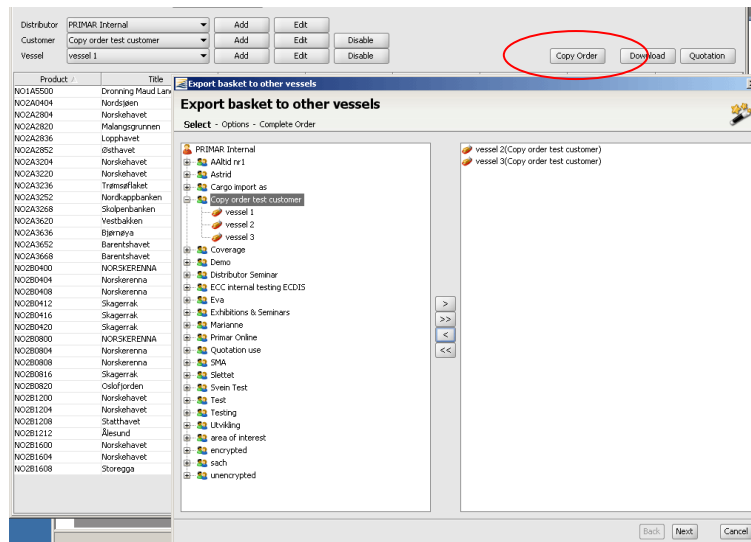 Distributor PRIMAR Internal Add Edit
Customer Copy order test customer Add Edit Disable
Vessel vessel 1 Add Edit Disable Copy Order Download Quotation
Product Title
NO1A5500 Dronning Maud Lan
NO2A0404 Nordsjøen
NO2A2804 Norskehavet
NO2A2820 Malangsgrunnen
NO2A2836 Lopphavet
NO2A2852 Østhavet
NO2A3204 Norskehavet
NO2A3220 Norskehavet
NO2A3236 Tromsøflaket
NO2A3252 Nordkappbanken
NO2A3268 Skolpenbanken
NO2A3620 Vestbakken
NO2A3636 Bjørnøya
NO2A3652 Barentshavet
NO2A3668 Barentshavet
NO2B0400 NORSKERENNA
NO2B0404 Norskerenna
NO2B0408 Norskerenna
NO2B0412 Skagerrak
NO2B0416 Skagerrak
NO2B0420 Skagerrak
NO2B0800 NORSKERENNA
NO2B0804 Norskerenna
NO2B0808 Norskerenna
NO2B0816 Skagerrak
NO2B0820 Oslofjorden
NO2B1200 Norskehavet
NO2B1204 Norskehavet
NO2B1208 Statthavet
NO2B1212 Ålesund
NO2B1600 Norskehavet
NO2B1604 Norskehavet
NO2B1608 Storegga
Export basket to other vessels
Export basket to other vessels
Select - Options - Complete Order
PRIMAR Internal
AAltid nr1
Astrid
Cargo import as
Copy order test customer
vessel 1
vessel 2
vessel 3
Coverage
Demo
Distributor Seminar
ECC internal testing ECDIS
Eva
Exhibitions & Seminars
Marianne
Primar Online
Quotation use
SMA
Slettet
Svein Test
Test
Testing
Utvikling
area of interest
encrypted
sach
unencrypted
>
>>
<
<<
vessel 2(Copy order test customer)
vessel 3(Copy order test customer)
Back Next Cancel